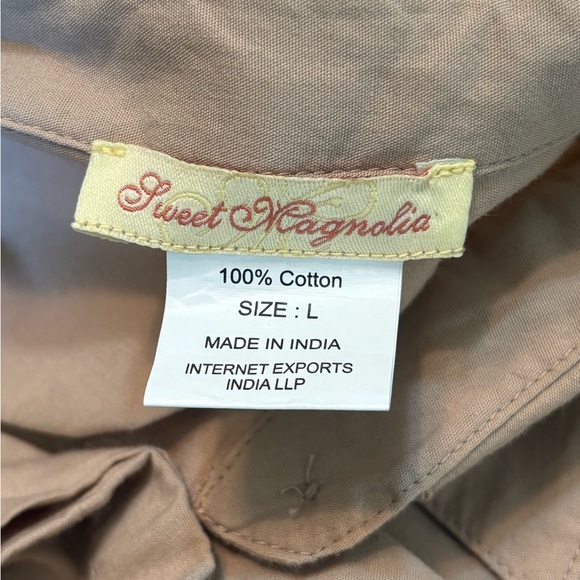 Sweet Magnolia
100% Cotton
SIZE : L
MADE IN INDIA
INTERNET EXPORTS
INDIA LLP